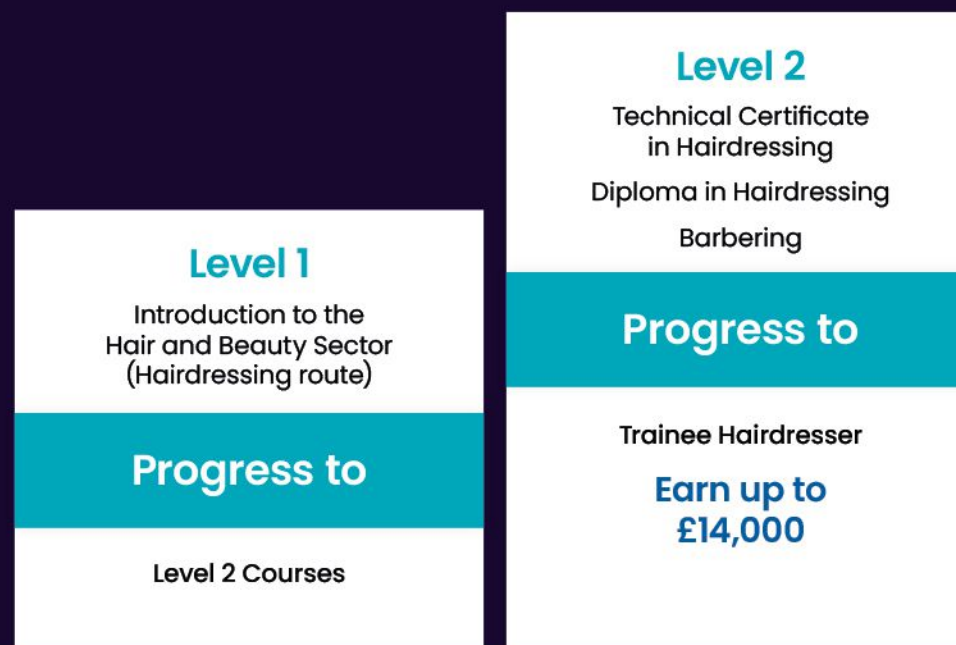 Level 1
Introduction to the
Hair and Beauty Sector
(Hairdressing route)
Progress to
Level 2 Courses
Level 2
Technical Certificate
in Hairdressing
Diploma in Hairdressing
Barbering
Progress to
Trainee Hairdresser
Earn up to
£14,000